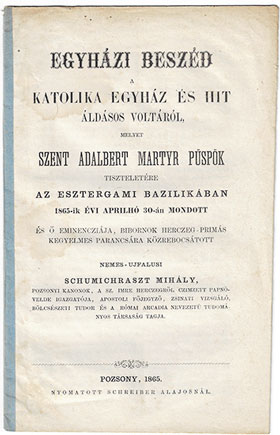 EGYHÁZI BESZÉD
A
KATOLIKA EGYHÁZ ÉS HIT
ÁLDÁSOS VOLTÁRÓL,
MELYET
SZENT ADALBERT MARTYR PÜSPÖK
TISZTELETÉRE
AZ ESZTERGAMI BAZILIKÁBAN
1865-ik ÉVI APRILHÓ 30-án MONDOTT
ÉS Ő EMINENCZIÁJA, BIBORNOK HERCZEG-PRIMÁS
KEGYELMES PARANCSÁRA KÖZREBOCSÁTOTT
NEMES-UJFALUSI
SCHUMICHRASZT MIHÁLY,
POZSONYI KANONOK, A SZ. IMRE HERCZEGRŐL CZIMZETT PAPNÖ-
VELDE IGAZGATÓJA, APOSTOLI FŐJEGYZŐ, ZSINATI VIZSGÁLÓ,
BÖLCSÉSZETI TUDOR ÉS A RÓMAI ARCADIA NEVEZETÜ TUDOMÁ-
NYOS TÁRSASÁG TAGJA.
POZSONY, 1865.
NYOMATOTT SCHREIBER ALAJOSNÁL.